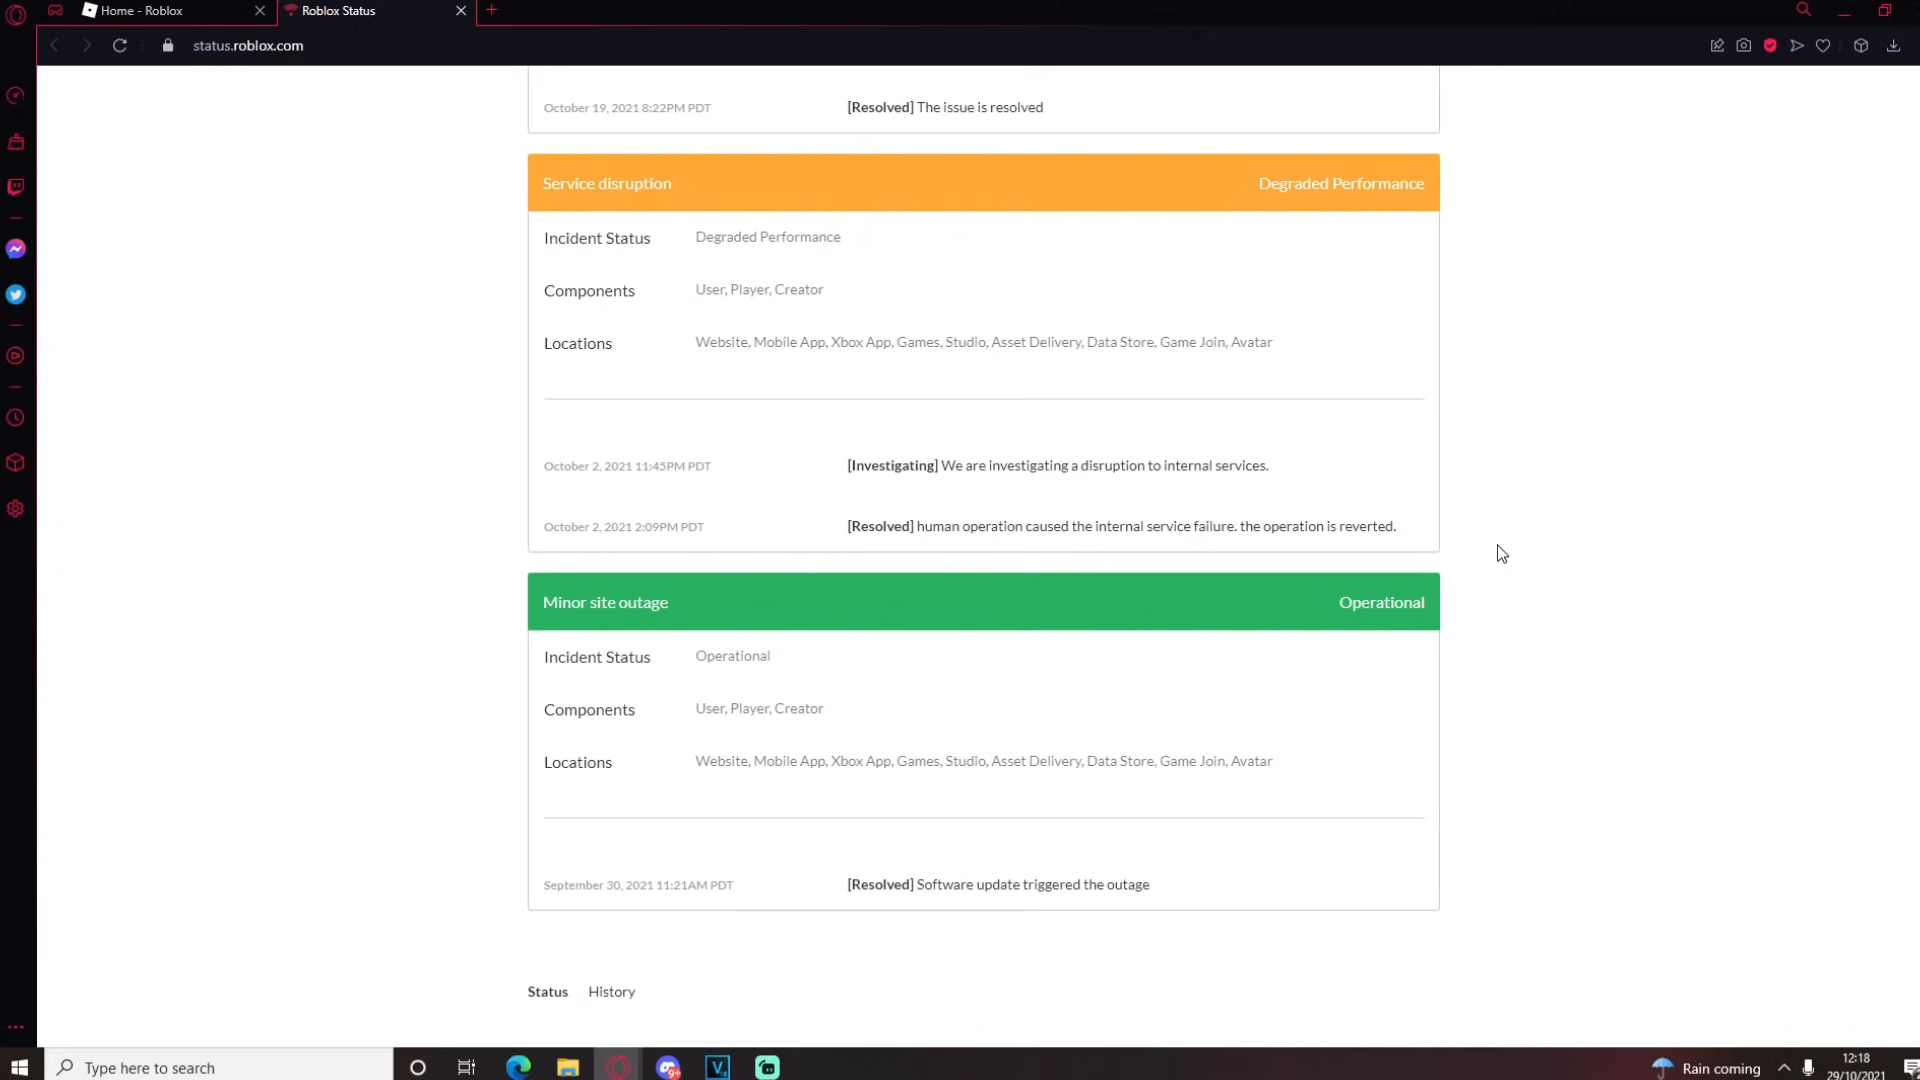 Home - Roblox
Roblox Status
status.roblox.com
October 19, 2021 8:22PM PDT
[Resolved] The issue is resolved
Service disruption
Degraded Performance
Incident Status
Degraded Performance
Components
User, Player, Creator
Locations
Website, Mobile App, Xbox App, Games, Studio, Asset Delivery, Data Store, Game Join, Avatar
October 2, 2021 11:45PM PDT
[Investigating] We are investigating a disruption to internal services.
October 2, 2021 2:09PM PDT
[Resolved] human operation caused the internal service failure. the operation is reverted.
Minor site outage
Operational
Incident Status
Operational
Components
User, Player, Creator
Locations
Website, Mobile App, Xbox App, Games, Studio, Asset Delivery, Data Store, Game Join, Avatar
September 30, 2021 11:21AM PDT
[Resolved] Software update triggered the outage
Status
History
Type here to search
9+
V
Rain coming
12:18
29/10/2021